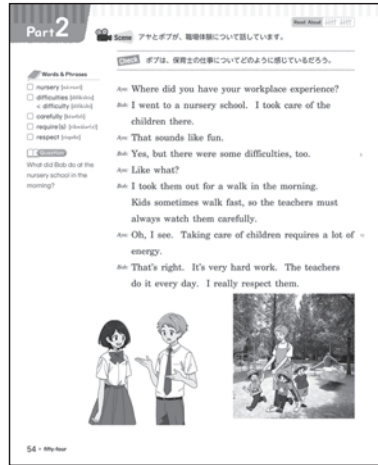 Part 2
Read Aloud
Scene アヤとボブが、職場体験について話しています。
Check ボブは、保育士の仕事についてどのように感じているだろう。
Words & Phrases
nursery
difficulties
< difficulty
carefully
require(s)
respect
Question
What did Bob do at the
nursery school in the
morning?
Aya: Where did you have your workplace experience?
Bob: I went to a nursery school. I took care of the
children there.
Aya: That sounds like fun.
Bob: Yes, but there were some difficulties, too.
5
Aya: Like what?
Bob: I took them out for a walk in the morning.
Kids sometimes walk fast, so the teachers must
always watch them carefully.
Aya: Oh, I see. Taking care of children requires a lot of
10
energy.
Bob: That's right. It's very hard work. The teachers
do it every day. I really respect them.
54 • fifty-four